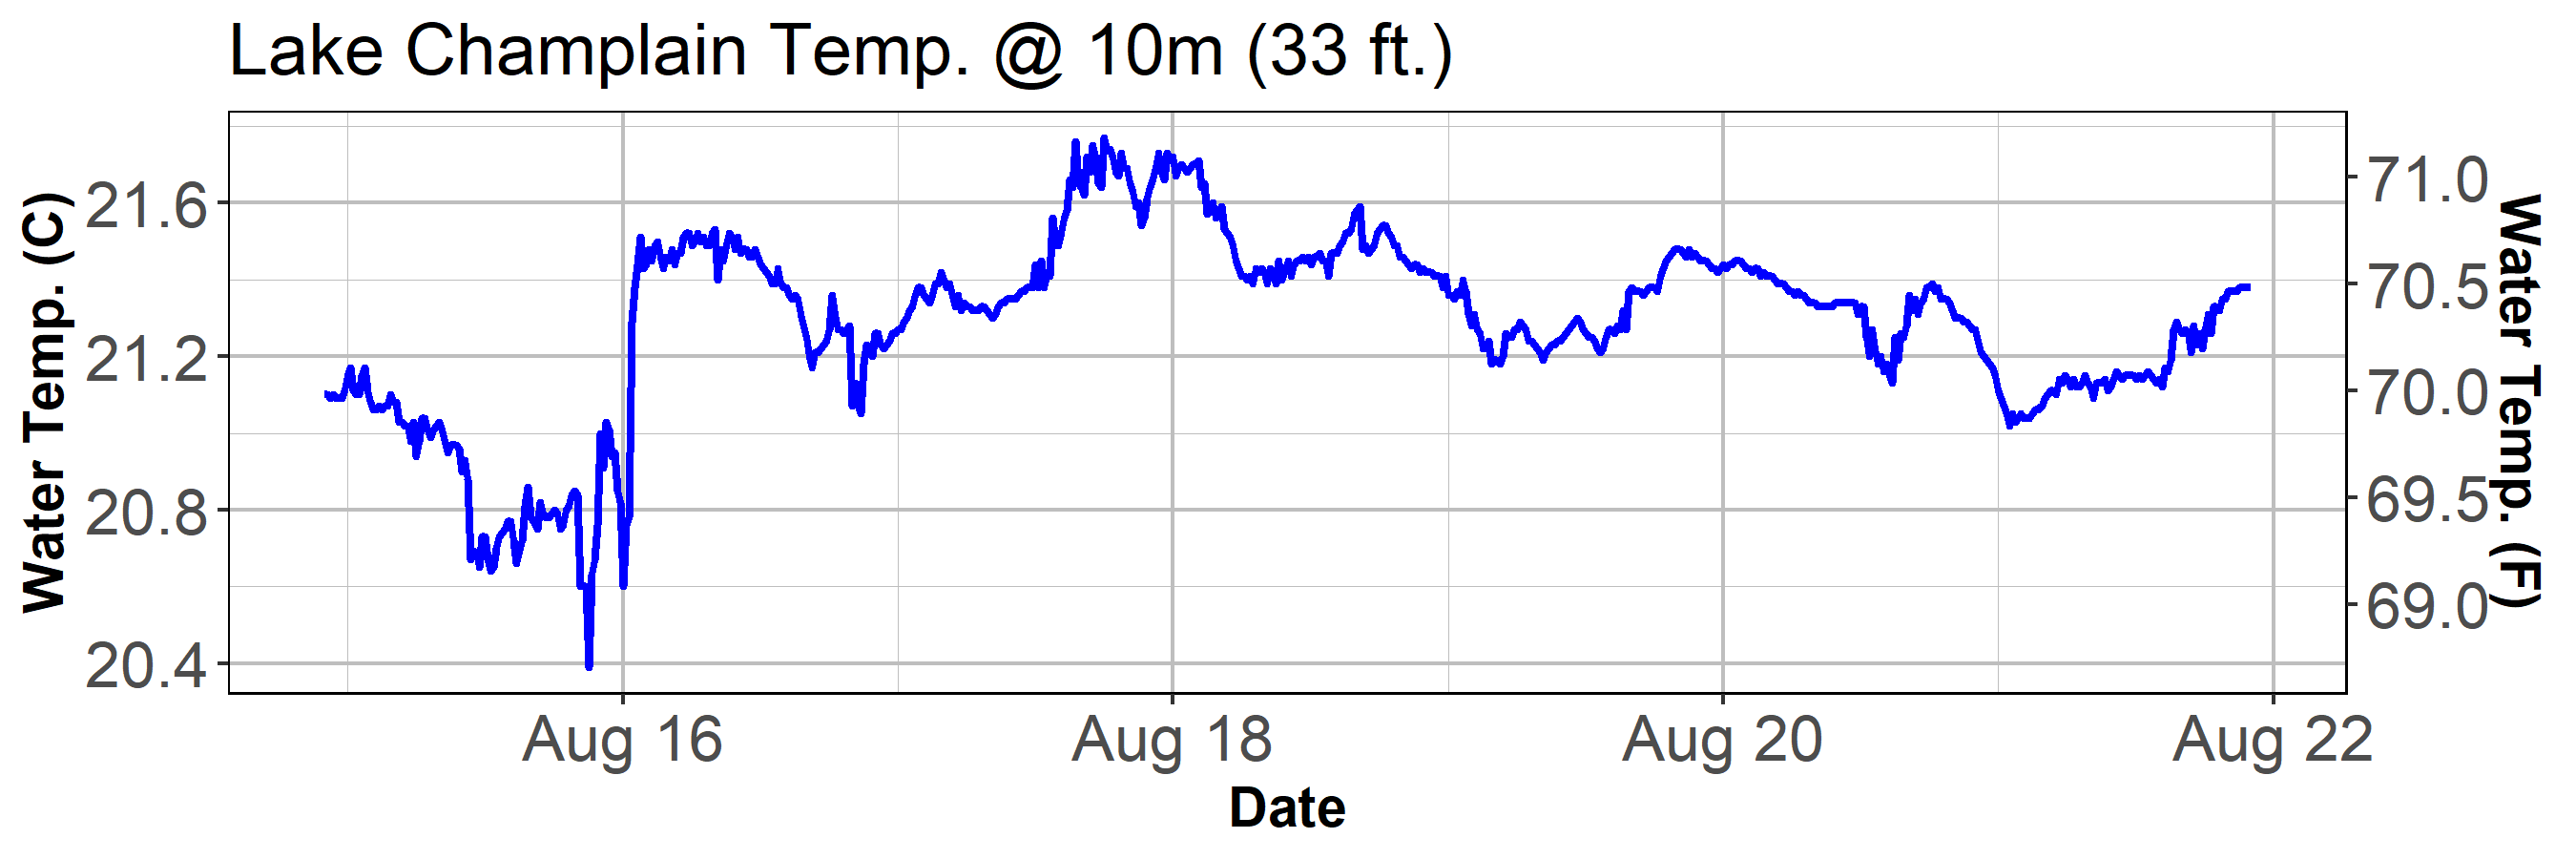 Lake Champlain Temp. @ 10m (33 ft.)
Water Temp. (C)
21.6
21.2
20.8
20.4
71.0
70.5
70.0
69.5
69.0
Water Temp. (F)
Aug 16
Aug 18
Aug 20
Aug 22
Date